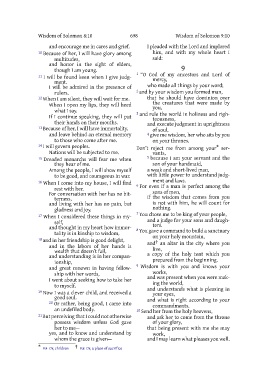 Wisdom of Solomon 8:10 698 Wisdom of Solomon 9:10
and encourage me in cares and grief.
10 Because of her, I will have glory among
multitudes,
and honor in the sight of elders,
though I am young.
11 I will be found keen when I give judgment.
I will be admired in the presence of
rulers.
12 When I am silent, they will wait for me.
When I open my lips, they will heed
what I say.
If I continue speaking, they will put
their hands on their mouths.
13 Because of her, I will have immortality,
and leave behind an eternal memory
to those who come after me.
14 I will govern peoples.
Nations will be subjected to me.
15 Dreaded monarchs will fear me when
they hear of me.
Among the people, I will show myself
to be good, and courageous in war.
16 When I come into my house, I will find
rest with her.
For conversation with her has no bitterness,
and living with her has no pain, but
gladness and joy.
17 When I considered these things in myself,
and thought in my heart how immortality
is in kinship to wisdom,
18 and in her friendship is good delight,
and in the labors of her hands is
wealth that doesn't fail,
and understanding is in her companionship,
and great renown in having fellowship
with her words,
I went about seeking how to take her
to myself.
19 Now I was a clever child, and received a
good soul.
20 Or rather, being good, I came into
an undefiled body.
21 But perceiving that I could not otherwise
possess wisdom unless God gave
her to me—
yes, and to know and understand by
whom the grace is given—
I pleaded with the Lord and implored
him, and with my whole heart I
said:
9
1 "O God of my ancestors and Lord of
mercy,
who made all things by your word;
2 and by your wisdom you formed man,
that he should have dominion over
the creatures that were made by
you,
3 and rule the world in holiness and righteousness,
and execute judgment in uprightness
of soul,
4 give me wisdom, her who sits by you
on your thrones.
Don't reject me from among your servants,
5 because I am your servant and the
son of your handmaid,
a weak and short-lived man,
with little power to understand judgment
and laws.
6 For even if a man is perfect among the
sons of men,
if the wisdom that comes from you
is not with him, he will count for
nothing.
7 You chose me to be king of your people,
and a judge for your sons and daughters.
8 You gave a command to build a sanctuary
on your holy mountain,
and an altar in the city where you
live,
a copy of the holy tent which you
prepared from the beginning.
9 Wisdom is with you and knows your
works,
and was present when you were making
the world,
and understands what is pleasing in
your eyes,
and what is right according to your
commandments.
10 Send her from the holy heavens,
and ask her to come from the throne
of your glory,
that being present with me she may
work,
and I may learn what pleases you well.